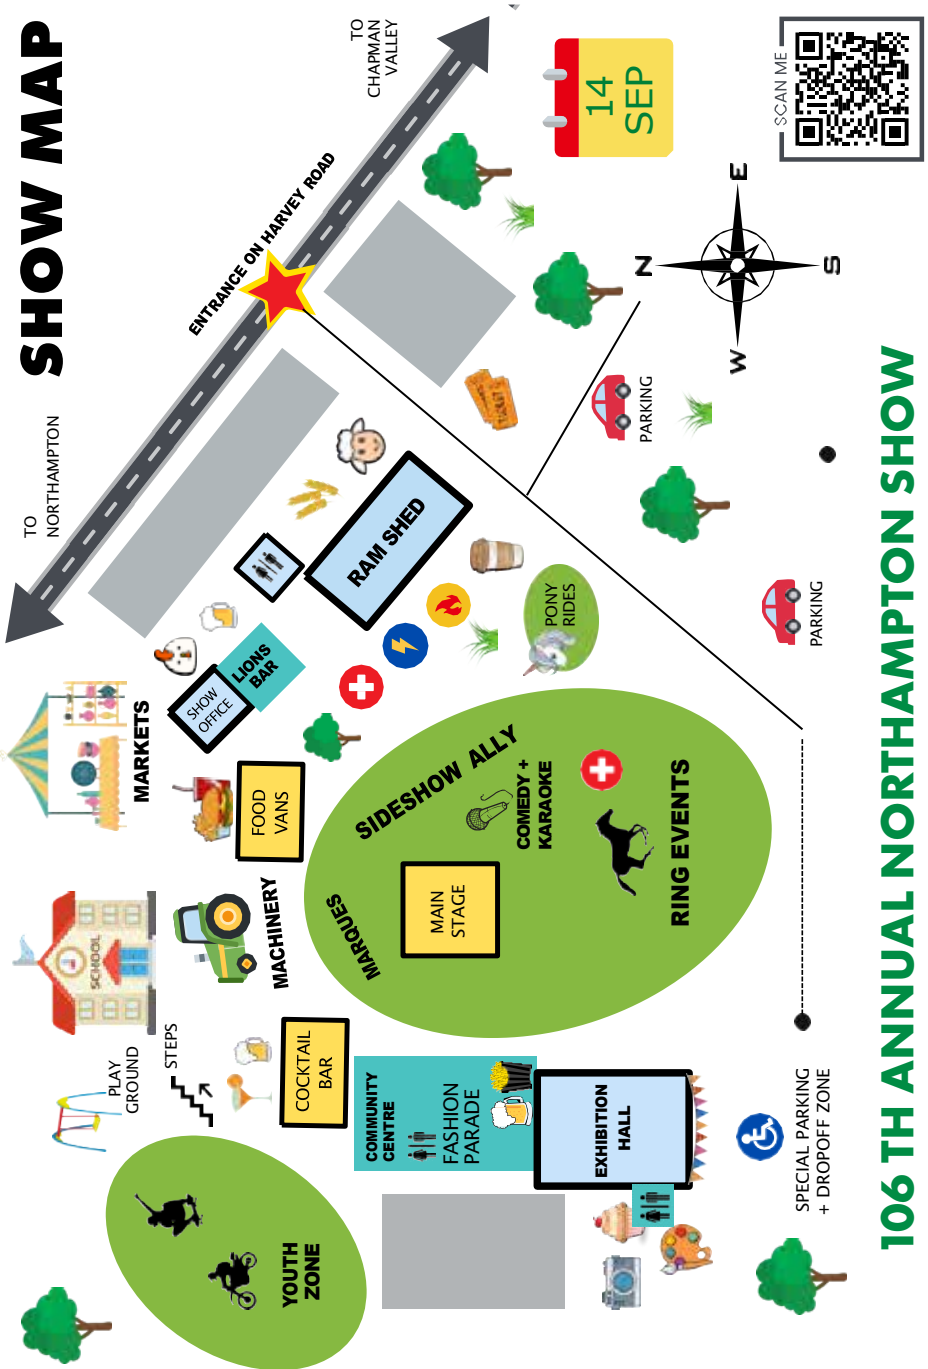 SHOW MAP
TO
NORTHAMPTON
ENTRANCE ON HARVEY ROAD
TO
CHAPMAN
VALLEY
14
SEP
SCAN ME
N
E
S
W
PARKING
PARKING
TICKETS
RAM SHED
PONY
RIDES
LIONS
BAR
SHOW
OFFICE
MARKETS
FOOD
VANS
SCHOOL
MACHINERY
SIDESHOW ALLY
COMEDY +
KARAOKE
MAIN
STAGE
MARQUES
RING EVENTS
PLAY
GROUND
STEPS
COCKTAIL
BAR
COMMUNITY
CENTRE
FASHION
PARADE
EXHIBITION
HALL
YOUTH
ZONE
SPECIAL PARKING
+ DROPOFF ZONE
106 TH ANNUAL NORTHAMPTON SHOW